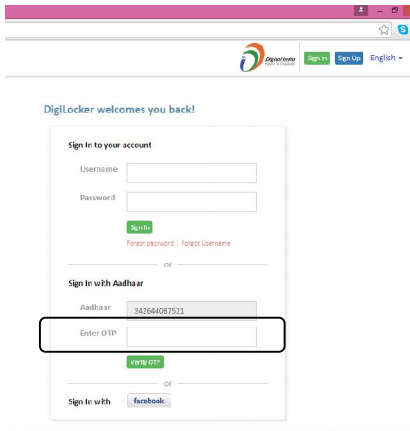 Digital India
Power To Empower
Sign In
Sign Up
English
DigiLocker welcomes you back!
Sign In to your account
Username
Password
Sign In
Forgot password | Forgot Username
or
Sign In with Aadhaar
Aadhaar
342644087521
Enter OTP
Verify OTP
or
Sign In with
facebook